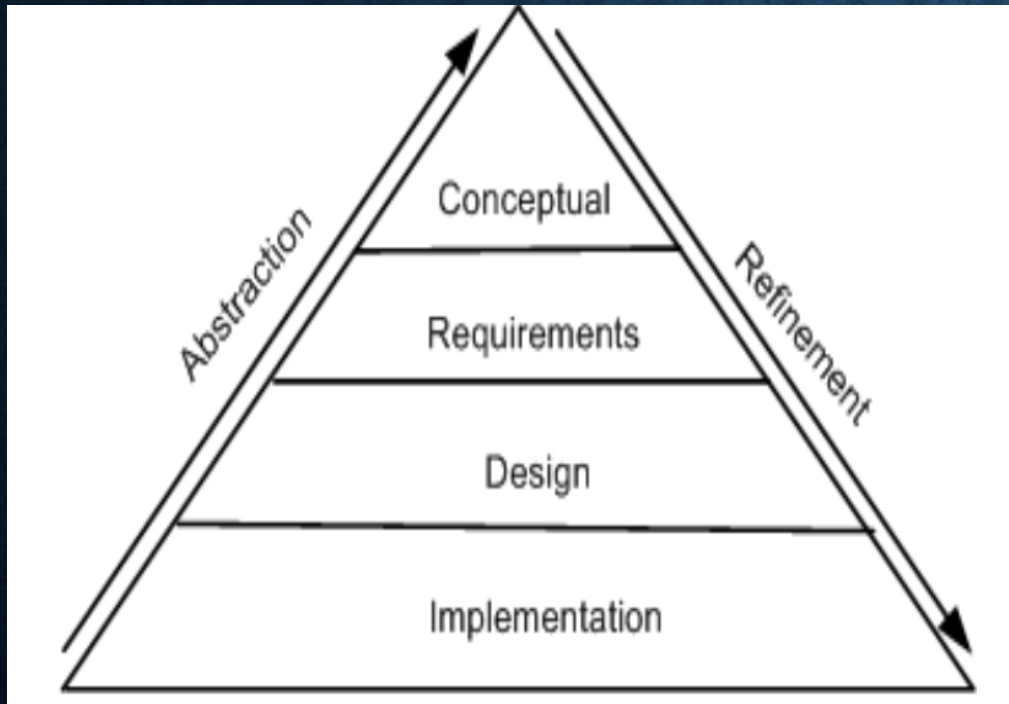 Conceptual
Abstraction
Refinement
Requirements
Design
Implementation